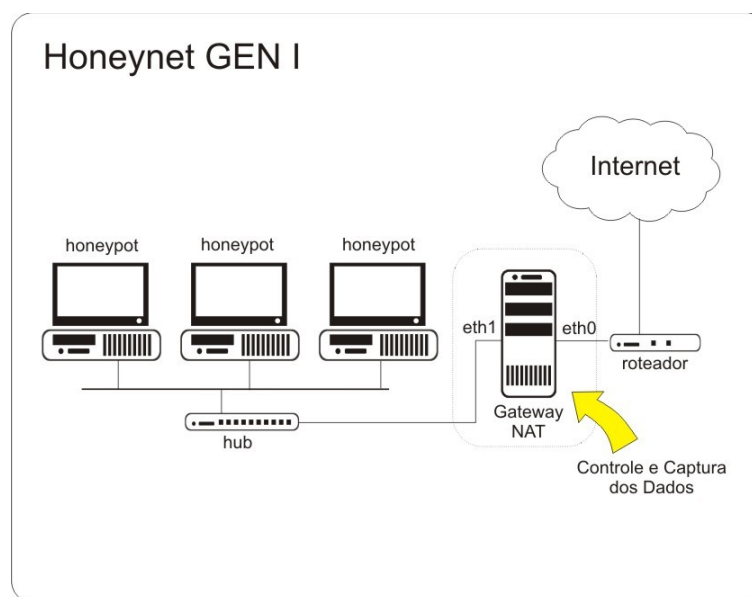 Honeynet GEN I
Internet
honeypot
honeypot
honeypot
eth1
eth0
roteador
Gateway
NAT
hub
Controle e Captura
dos Dados